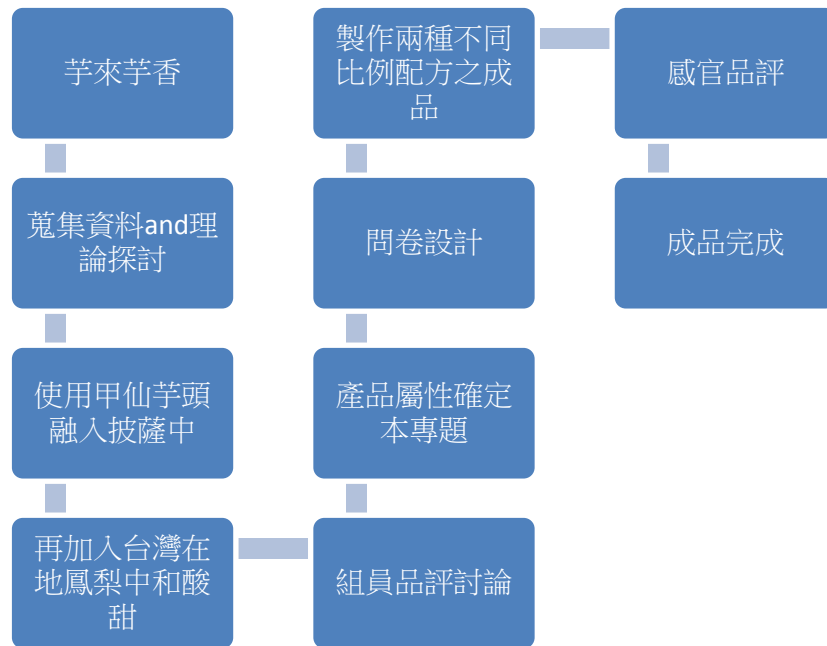 芋來芋香
蒐集資料and理
論探討
使用甲仙芋頭
融入披薩中
再加入台灣在
地鳳梨中和酸
甜
組員品評討論
產品屬性確定
本專題
問卷設計
製作兩種不同
比例配方之成
品
感官品評
成品完成